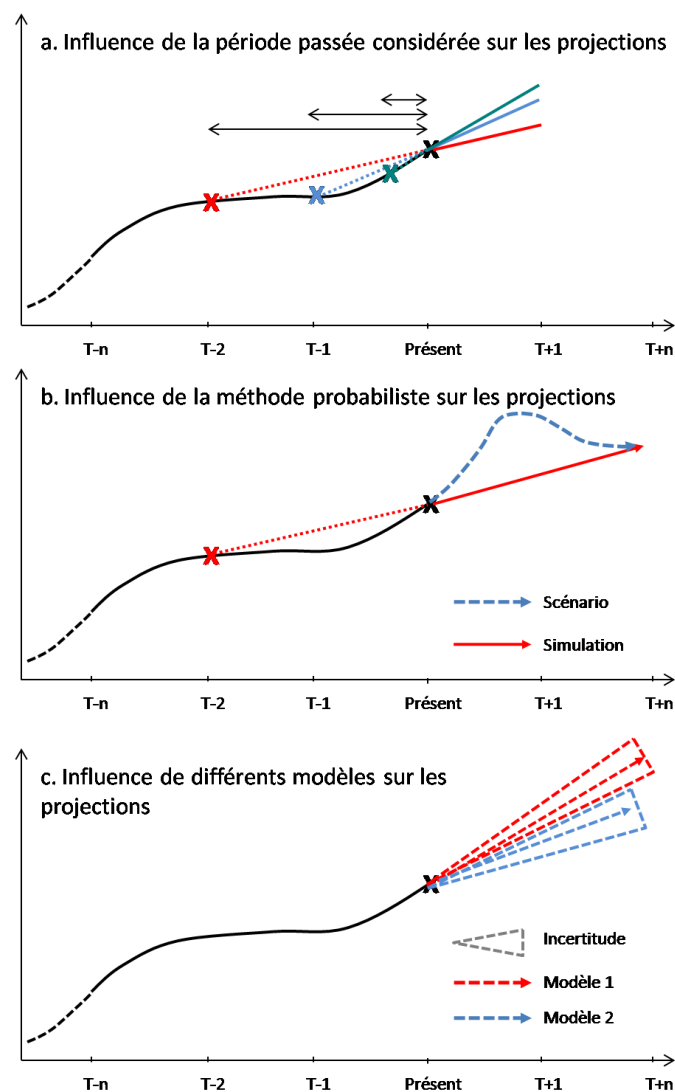 a. Influence de la période passée considérée sur les projections
T-n T-2 T-1 Présent T+1 T+n
b. Influence de la méthode probabiliste sur les projections
Scénario
Simulation
T-n T-2 T-1 Présent T+1 T+n
c. Influence de différents modèles sur les
projections
Incertitude
Modèle 1
Modèle 2
T-n T-2 T-1 Présent T+1 T+n